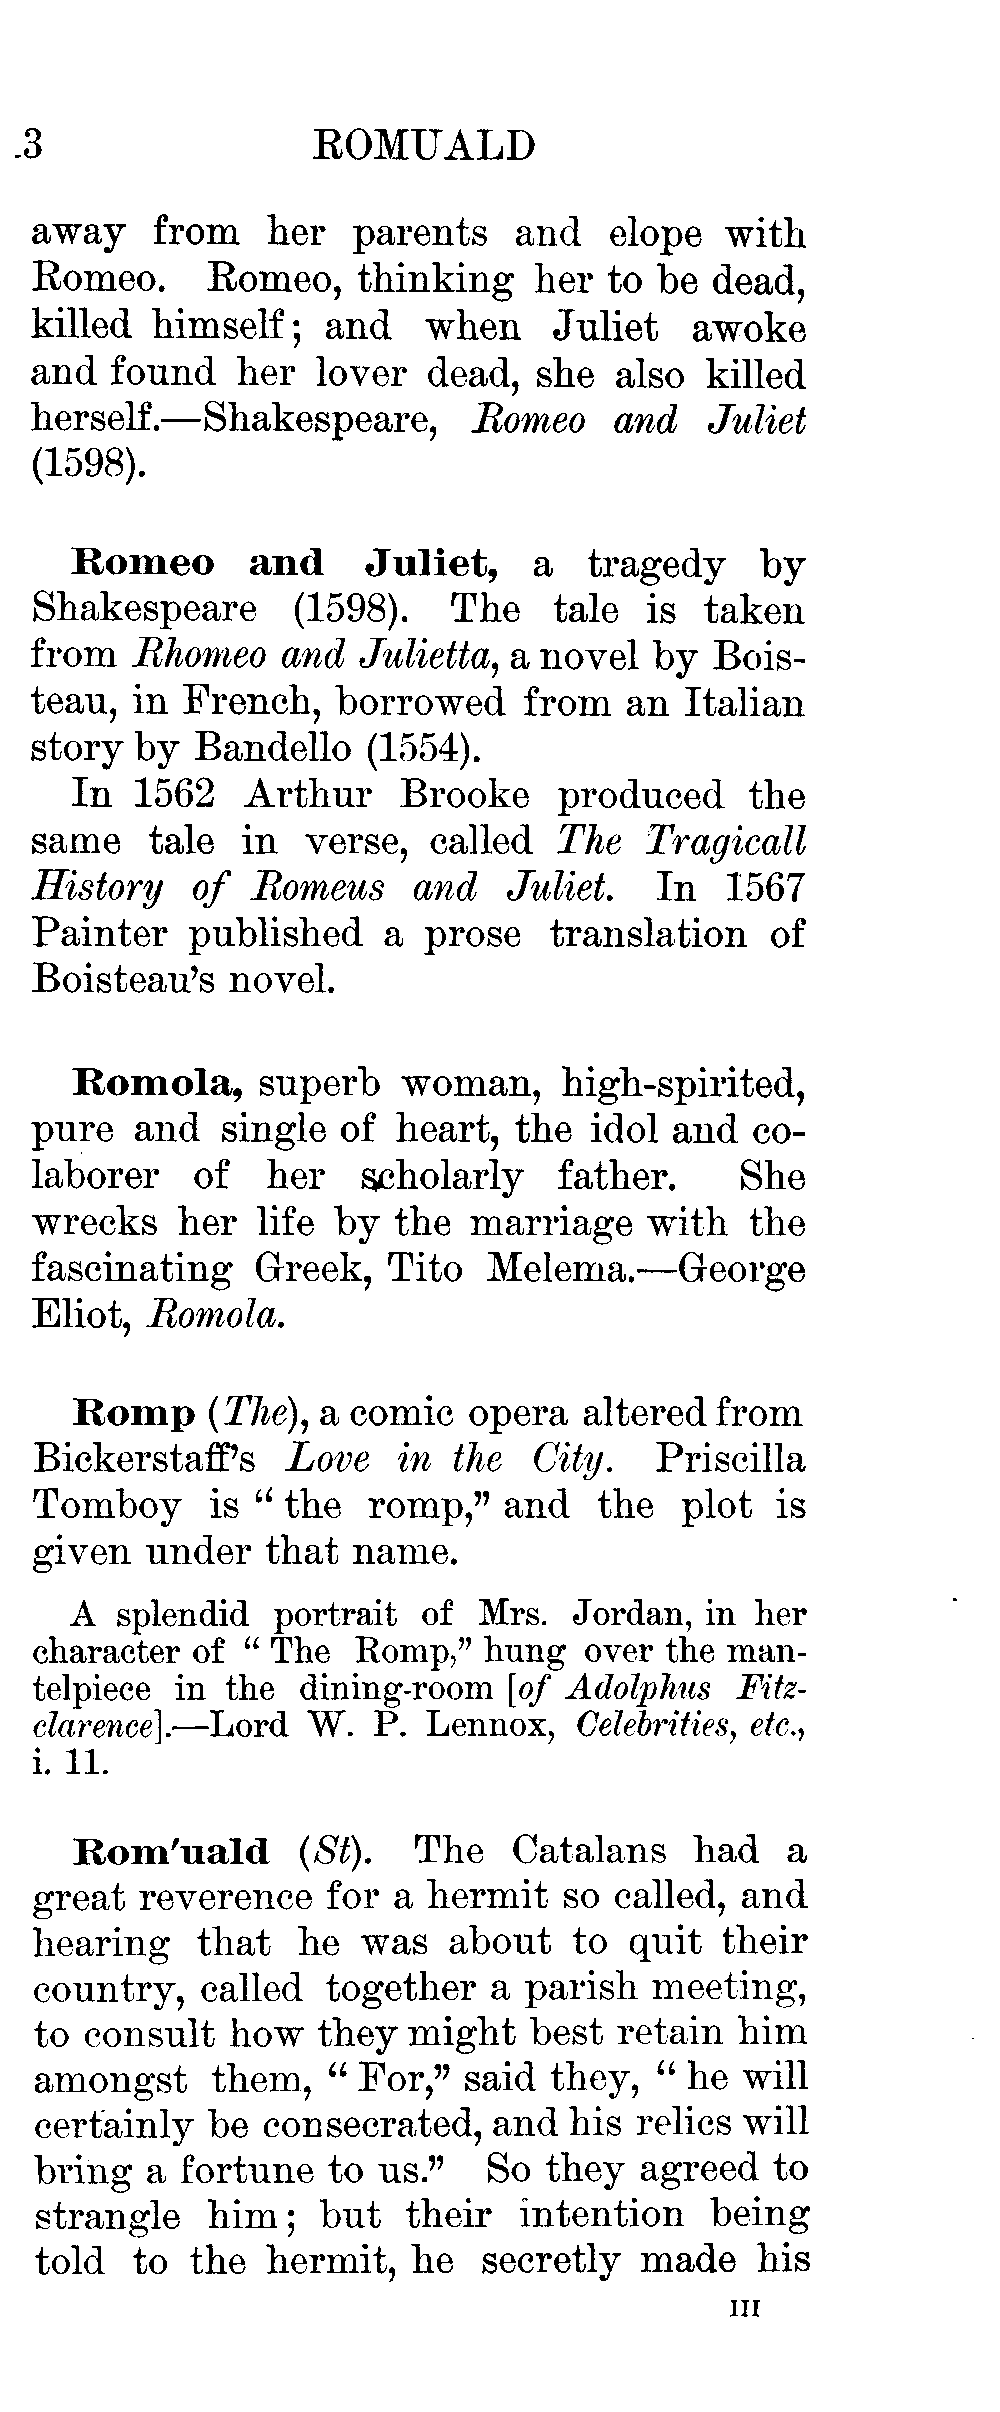 .3 ROMUALD
away from her parents and elope with
Romeo. Romeo, thinking her to be dead,
killed himself; and when Juliet awoke
and found her lover dead, she also killed
herself.—Shakespeare, Romeo and Juliet
(1598).
Romeo and Juliet, a tragedy by
Shakespeare (1598). The tale is taken
from Rhomeo and Julietta, a novel by Bois-
teau, in French, borrowed from an Italian
story by Bandello (1554).
In 1562 Arthur Brooke produced the
same tale in verse, called The Tragicall
History of Romeus and Juliet. In 1567
Painter published a prose translation of
Boisteau's novel.
Romola, superb woman, high-spirited,
pure and single of heart, the idol and co-
laborer of her scholarly father. She
wrecks her life by the marriage with the
fascinating Greek, Tito Melema.—George
Eliot, Romola.
Romp (The), a comic opera altered from
Bickerstaff's Love in the City. Priscilla
Tomboy is "the romp," and the plot is
given under that name.
A splendid portrait of Mrs. Jordan, in her
character of "The Romp," hung over the man-
telpiece in the dining-room [of Adolphus Fitz-
clarence].—Lord W. P. Lennox, Celebrities, etc.,
i. 11.
Rom'uald (St). The Catalans had a
great reverence for a hermit so called, and
hearing that he was about to quit their
country, called together a parish meeting,
to consult how they might best retain him
amongst them, "For," said they, "he will
certainly be consecrated, and his relics will
bring a fortune to us." So they agreed to
strangle him; but their intention being
told to the hermit, he secretly made his
III